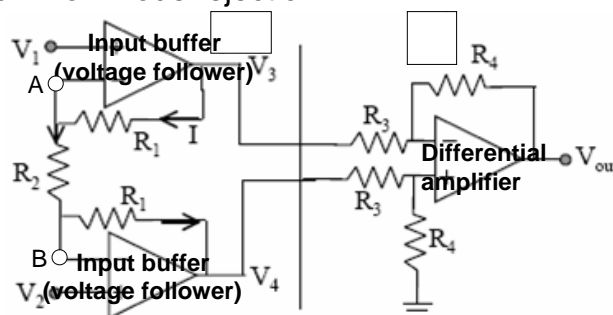 V1
Input buffer
(voltage follower)
V3
A
R1
I
R2
R1
B
Input buffer
(voltage follower)
V2
V4
R4
R3
Differential
amplifier
Vou
R3
R4